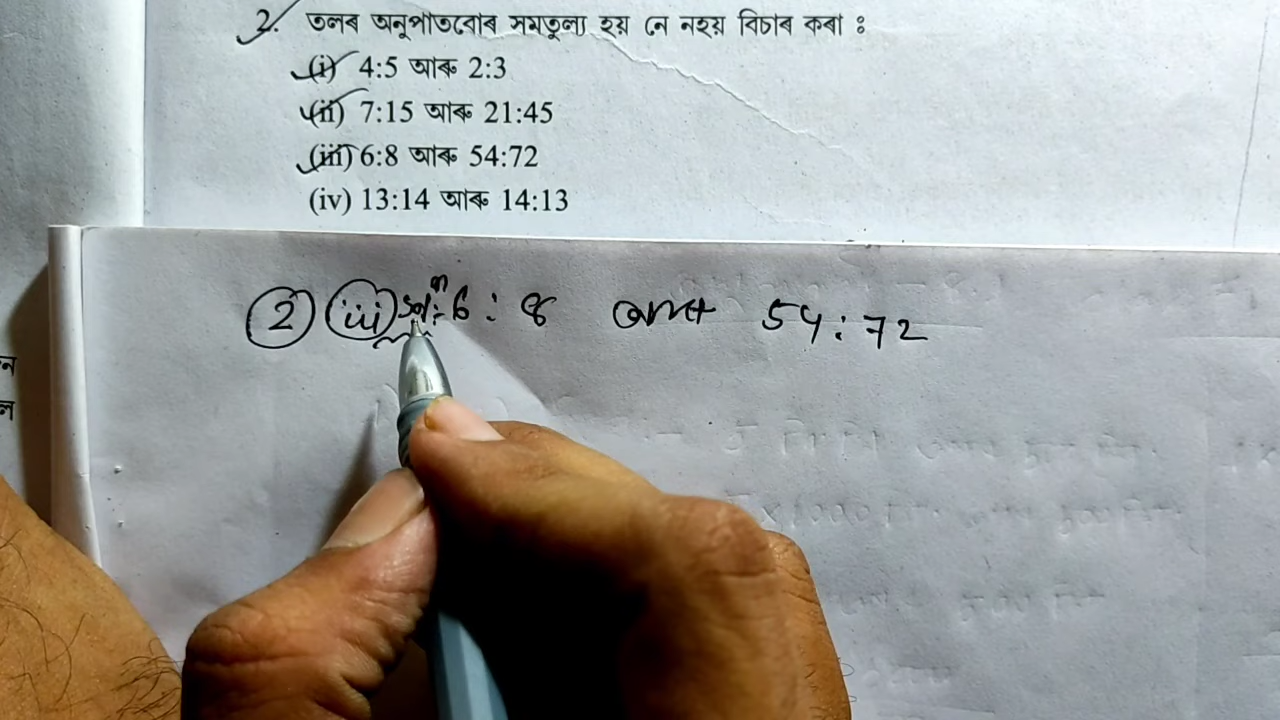 2. তলৰ অনুপাতবোৰ সমতুল্য হয় নে নহয় বিচাৰ কৰা ঃ
(i) 4:5 আৰু 2:3
(ii) 7:15 আৰু 21:45
(iii) 6:8 আৰু 54:72
(iv) 13:14 আৰু 14:13
ন
ল
2 (iii) 6 : 8 আৰু 54 : 72